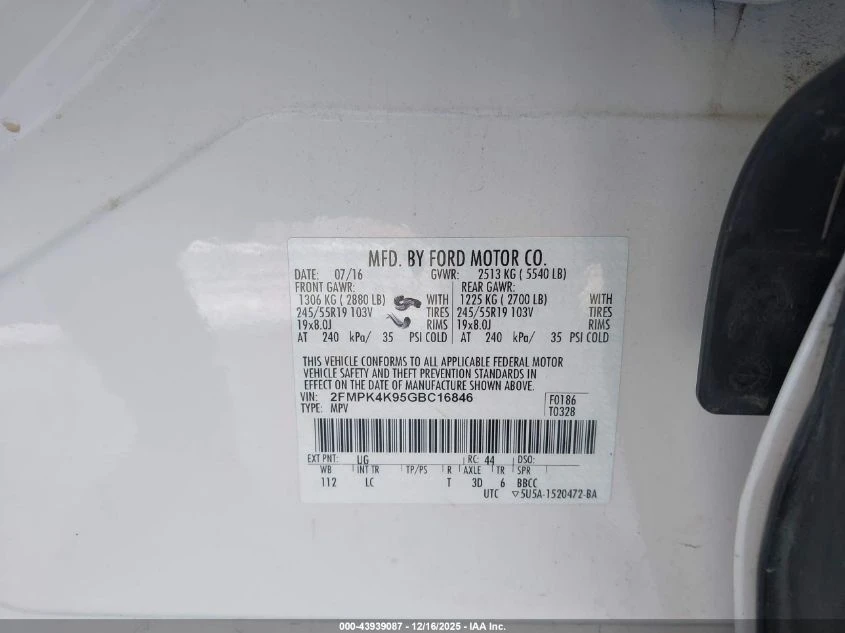 MFD. BY FORD MOTOR CO.
DATE: 07/16 GVWR: 2513 KG ( 5540 LB)
FRONT GAWR: REAR GAWR:
1306 KG ( 2880 LB) WITH 1225 KG ( 2700 LB) WITH
245/55R19 103V TIRES 245/55R19 103V TIRES
19x8.0J RIMS 19x8.0J RIMS
AT 240 kPa/ 35 PSI COLD AT 240 kPa/ 35 PSI COLD
THIS VEHICLE CONFORMS TO ALL APPLICABLE FEDERAL MOTOR
VEHICLE SAFETY AND THEFT PREVENTION STANDARDS IN
EFFECT ON THE DATE OF MANUFACTURE SHOWN ABOVE.
VIN: 2FMPK4K95GBC16846 F0186
TYPE: MPV T0328
EXT PNT: UG RC: 44 DSO:
WB INT TR TP/PS R AXLE TR SPR
112 LC T 3D 6 BBCC
UTC ▽5U5A-1520472-BA
000-43939087 - 12/16/2025 - IAA Inc.